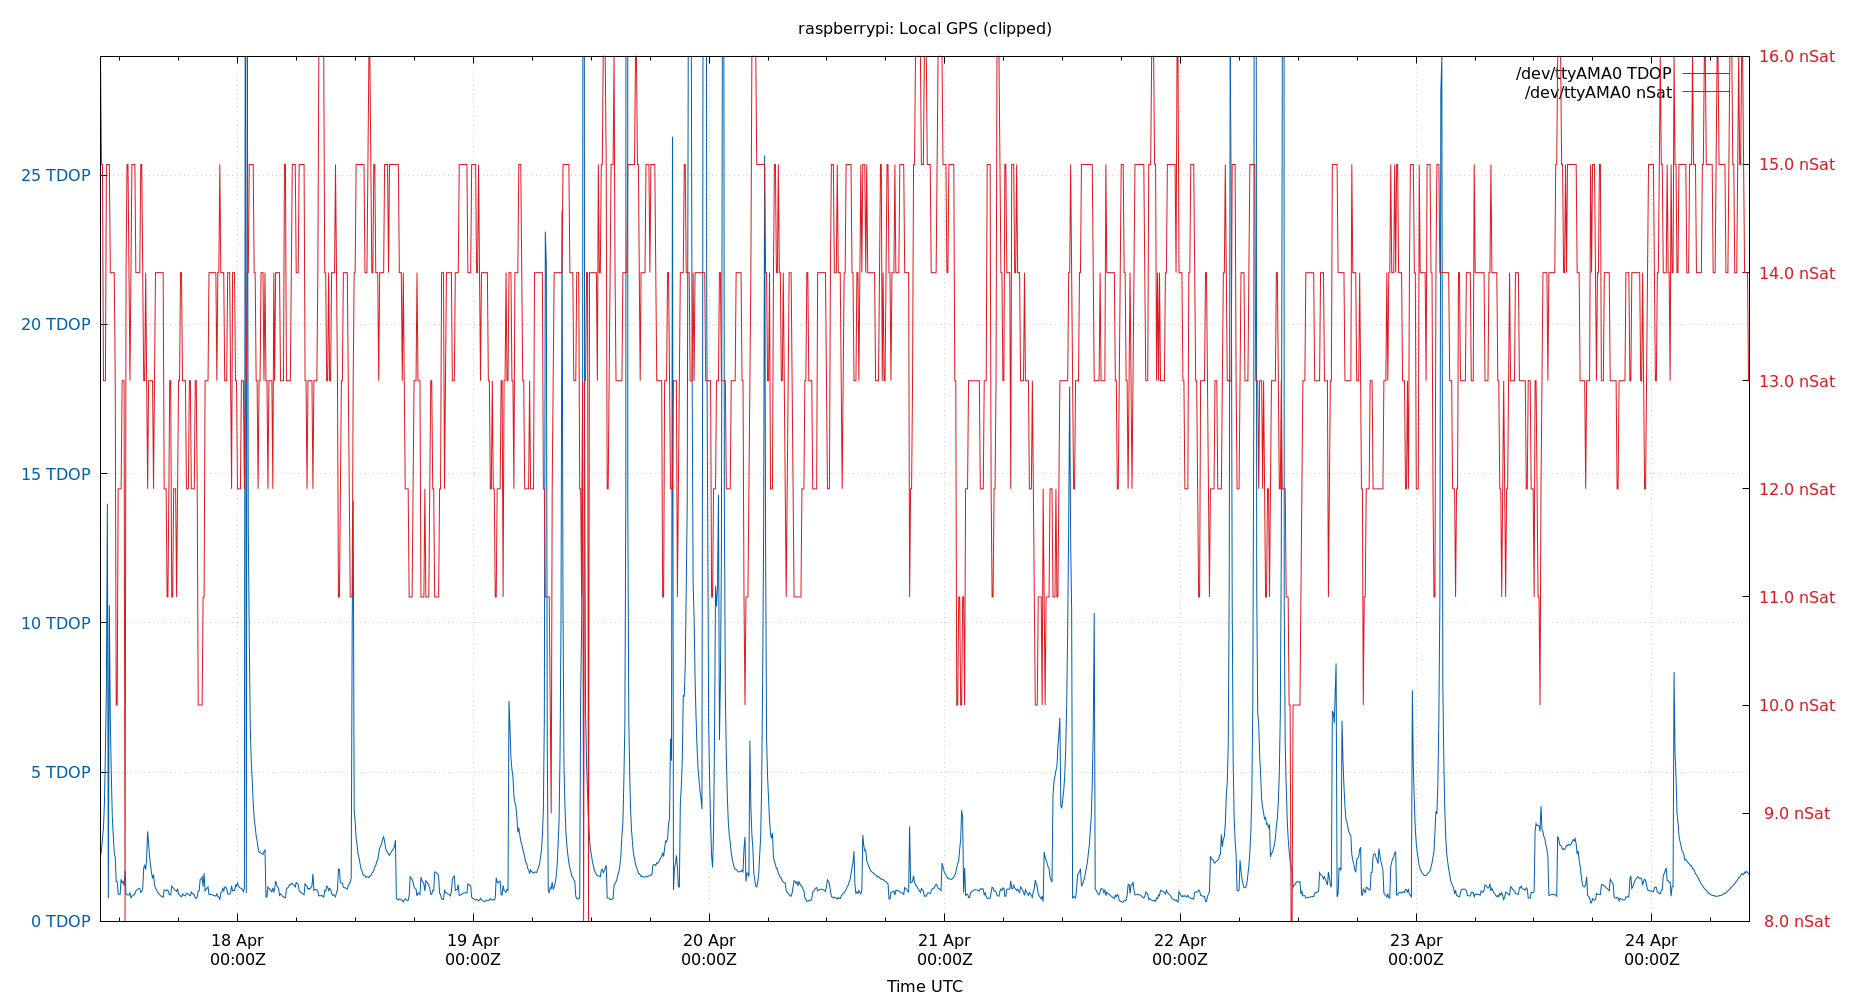 raspberrypi: Local GPS (clipped)
16.0 nSat
/dev/ttyAMA0 TDOP
/dev/ttyAMA0 nSat
15.0 nSat
25 TDOP
14.0 nSat
20 TDOP
13.0 nSat
15 TDOP
12.0 nSat
11.0 nSat
10 TDOP
10.0 nSat
5 TDOP
9.0 nSat
0 TDOP
8.0 nSat
18 Apr
00:00Z
19 Apr
00:00Z
20 Apr
00:00Z
21 Apr
00:00Z
22 Apr
00:00Z
23 Apr
00:00Z
24 Apr
00:00Z
Time UTC